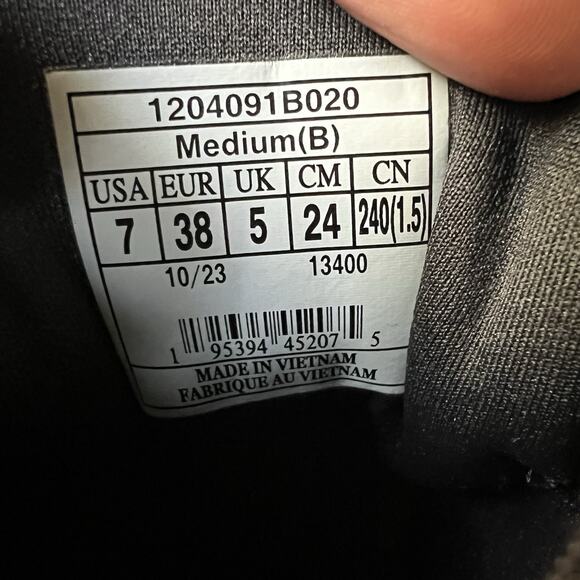 1204091B020
Medium(B)
USA EUR UK CM CN
7 38 5 24 240(1.5)
10/23 13400
1 95394 45207 5
MADE IN VIETNAM
FABRIQUE AU VIETNAM